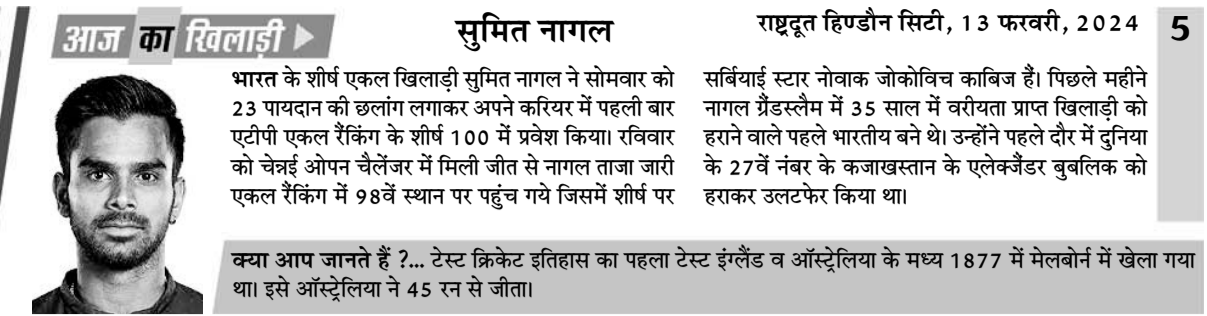 आज का खिलाड़ी
सुमित नागल
राष्ट्रदूत हिण्डौन सिटी, 13 फरवरी, 2024
5
भारत के शीर्ष एकल खिलाड़ी सुमित नागल ने सोमवार को
23 पायदान की छलांग लगाकर अपने करियर में पहली बार
एटीपी एकल रैंकिंग के शीर्ष 100 में प्रवेश किया। रविवार
को चेन्नई ओपन चैलेंजर में मिली जीत से नागल ताजा जारी
एकल रैंकिंग में 98वें स्थान पर पहुंच गये जिसमें शीर्ष पर
सर्बियाई स्टार नोवाक जोकोविच काबिज हैं। पिछले महीने
नागल ग्रैंडस्लैम में 35 साल में वरीयता प्राप्त खिलाड़ी को
हराने वाले पहले भारतीय बने थे। उन्होंने पहले दौर में दुनिया
के 27वें नंबर के कजाखस्तान के एलेक्जैंडर बुबलिक को
हराकर उलटफेर किया था।
क्या आप जानते हैं ?... टेस्ट क्रिकेट इतिहास का पहला टेस्ट इंग्लैंड व ऑस्ट्रेलिया के मध्य 1877 में मेलबोर्न में खेला गया
था। इसे ऑस्ट्रेलिया ने 45 रन से जीता।